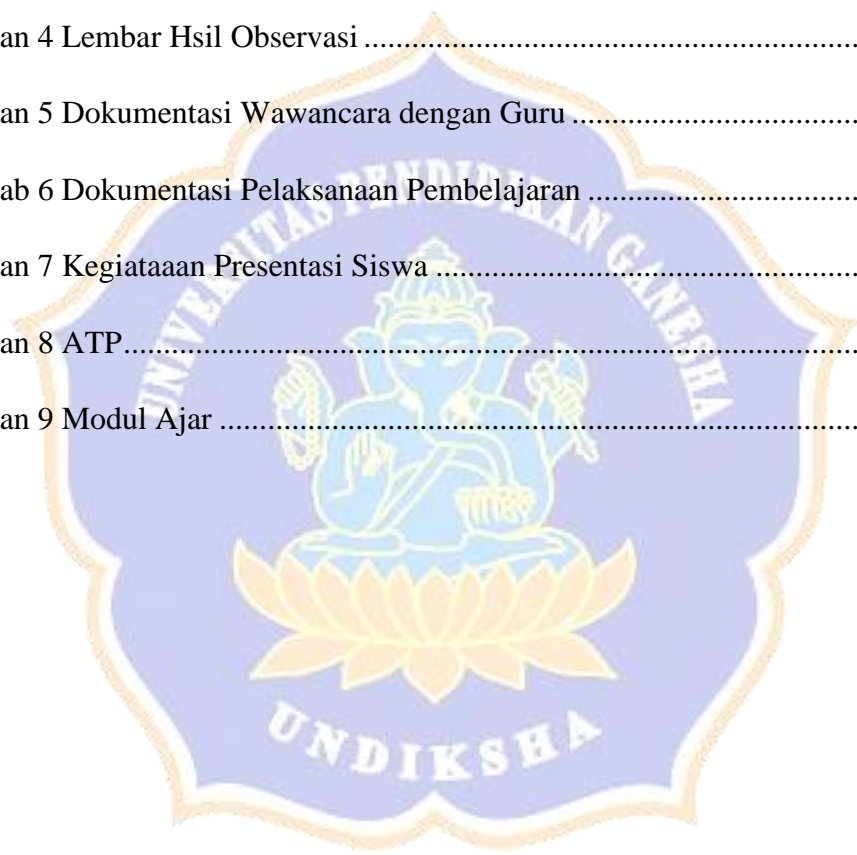 an 4 Lembar Hsil Observasi ........................................................................
an 5 Dokumentasi Wawancara dengan Guru ...............................................
ab 6 Dokumentasi Pelaksanaan Pembelajaran .............................................
an 7 Kegiataaan Presentasi Siswa ................................................................
an 8 ATP.......................................................................................................
an 9 Modul Ajar ...........................................................................................
UNIVERSITAS PENDIDIKAN GANESHA
UNDIKSHA